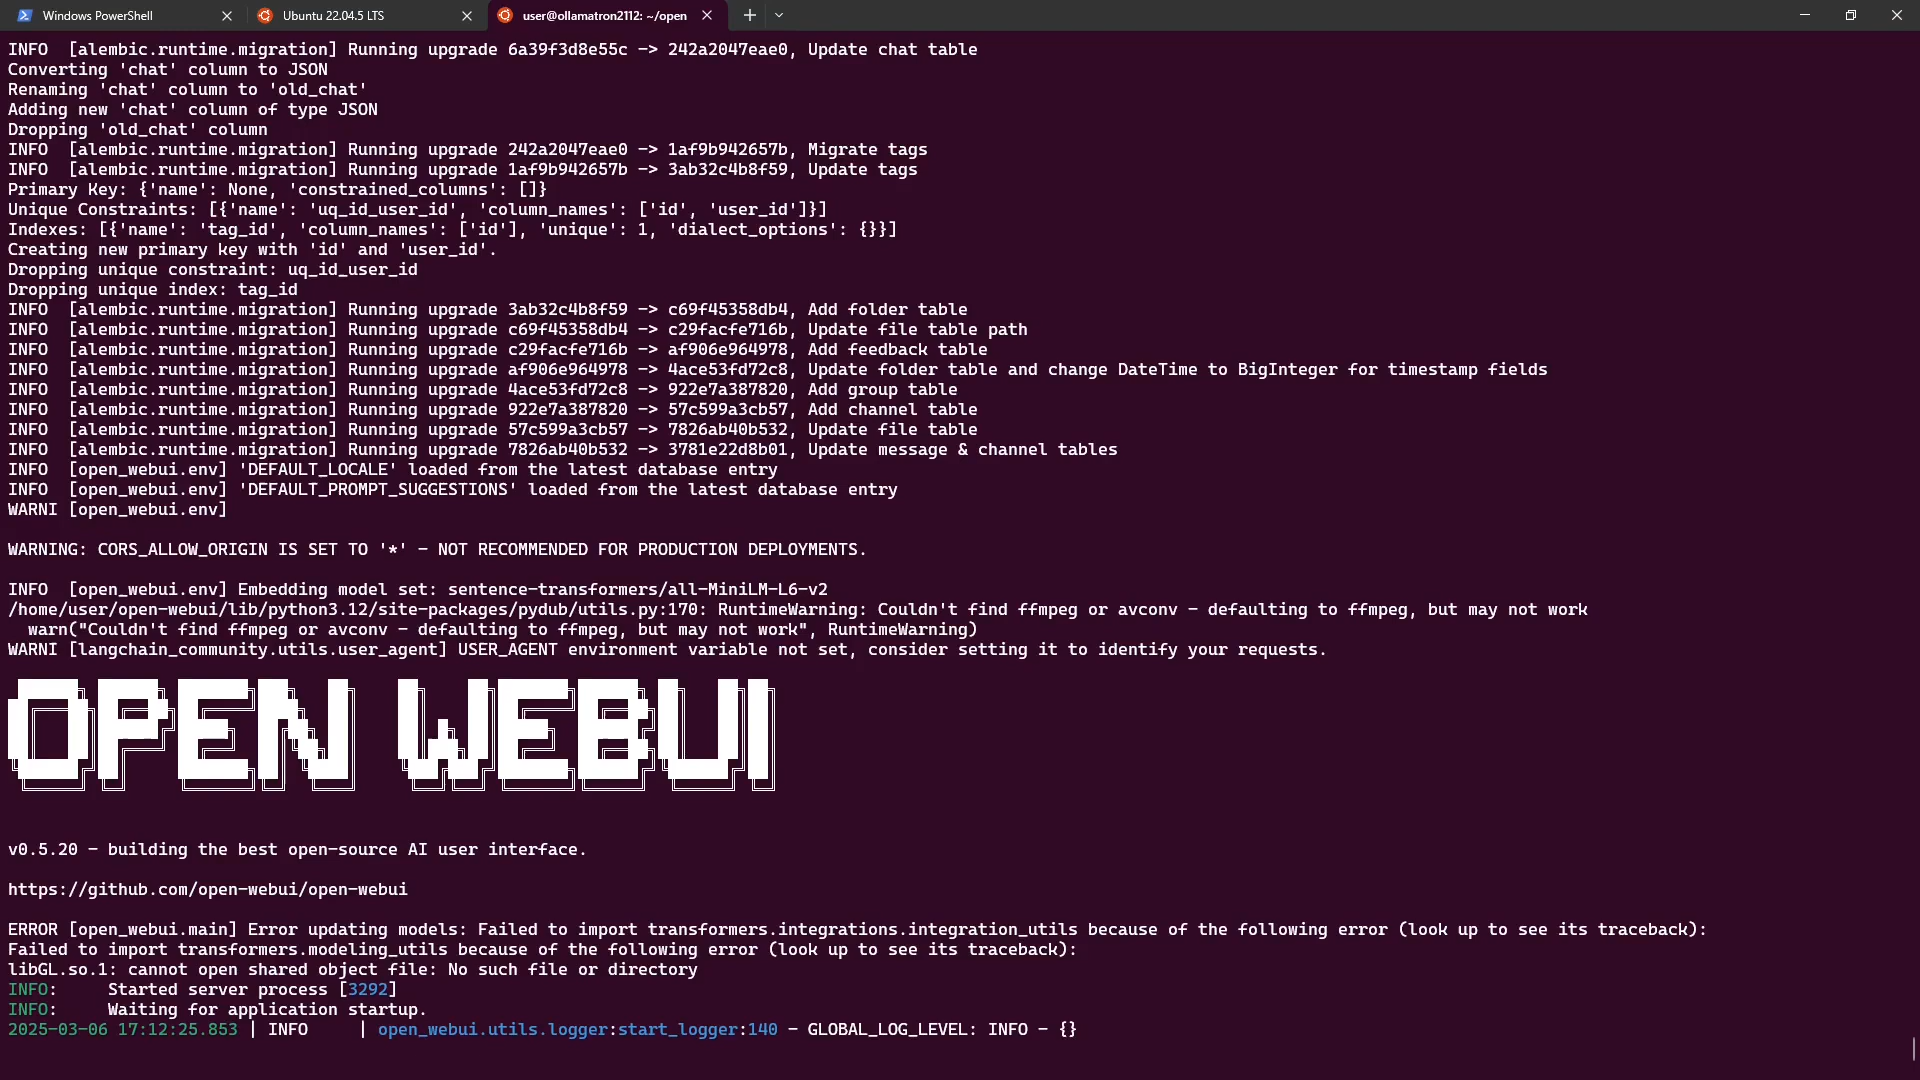 Windows PowerShell
Ubuntu 22.04.5 LTS
user@ollamatron2112: ~/open
INFO  [alembic.runtime.migration] Running upgrade 6a39f3d8e55c -> 242a2047eae0, Update chat table
Converting 'chat' column to JSON
Renaming 'chat' column to 'old_chat'
Adding new 'chat' column of type JSON
Dropping 'old_chat' column
INFO  [alembic.runtime.migration] Running upgrade 242a2047eae0 -> 1af9b942657b, Migrate tags
INFO  [alembic.runtime.migration] Running upgrade 1af9b942657b -> 3ab32c4b8f59, Update tags
Primary Key: {'name': None, 'constrained_columns': []}
Unique Constraints: [{'name': 'uq_id_user_id', 'column_names': ['id', 'user_id']}]
Indexes: [{'name': 'tag_id', 'column_names': ['id'], 'unique': 1, 'dialect_options': {}}]
Creating new primary key with 'id' and 'user_id'.
Dropping unique constraint: uq_id_user_id
Dropping unique index: tag_id
INFO  [alembic.runtime.migration] Running upgrade 3ab32c4b8f59 -> c69f45358db4, Add folder table
INFO  [alembic.runtime.migration] Running upgrade c69f45358db4 -> c29facfe716b, Update file table path
INFO  [alembic.runtime.migration] Running upgrade c29facfe716b -> af906e964978, Add feedback table
INFO  [alembic.runtime.migration] Running upgrade af906e964978 -> 4ace53fd72c8, Update folder table and change DateTime to BigInteger for timestamp fields
INFO  [alembic.runtime.migration] Running upgrade 4ace53fd72c8 -> 922e7a387820, Add group table
INFO  [alembic.runtime.migration] Running upgrade 922e7a387820 -> 57c599a3cb57, Add channel table
INFO  [alembic.runtime.migration] Running upgrade 57c599a3cb57 -> 7826ab40b532, Update file table
INFO  [alembic.runtime.migration] Running upgrade 7826ab40b532 -> 3781e22d8b01, Update message & channel tables
INFO  [open_webui.env] 'DEFAULT_LOCALE' loaded from the latest database entry
INFO  [open_webui.env] 'DEFAULT_PROMPT_SUGGESTIONS' loaded from the latest database entry
WARNI [open_webui.env]
WARNING: CORS_ALLOW_ORIGIN IS SET TO '*' - NOT RECOMMENDED FOR PRODUCTION DEPLOYMENTS.
INFO  [open_webui.env] Embedding model set: sentence-transformers/all-MiniLM-L6-v2
/home/user/open-webui/lib/python3.12/site-packages/pydub/utils.py:170: RuntimeWarning: Couldn't find ffmpeg or avconv - defaulting to ffmpeg, but may not work
  warn("Couldn't find ffmpeg or avconv - defaulting to ffmpeg, but may not work", RuntimeWarning)
WARNI [langchain_community.utils.user_agent] USER_AGENT environment variable not set, consider setting it to identify your requests.
OPEN WEBUI
v0.5.20 - building the best open-source AI user interface.
https://github.com/open-webui/open-webui
ERROR [open_webui.main] Error updating models: Failed to import transformers.integrations.integration_utils because of the following error (look up to see its traceback):
Failed to import transformers.modeling_utils because of the following error (look up to see its traceback):
libGL.so.1: cannot open shared object file: No such file or directory
INFO:     Started server process [3292]
INFO:     Waiting for application startup.
2025-03-06 17:12:25.853 | INFO     | open_webui.utils.logger:start_logger:140 - GLOBAL_LOG_LEVEL: INFO - {}